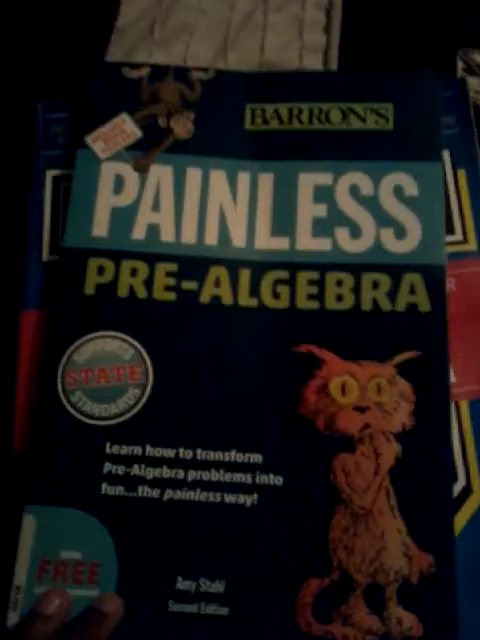 BARRON'S
PAINLESS
PRE-ALGEBRA
STATE
STANDARDS
Learn how to transform
Pre-Algebra problems into
fun...the painless way!
FREE
Amy Stahl
Second Edition